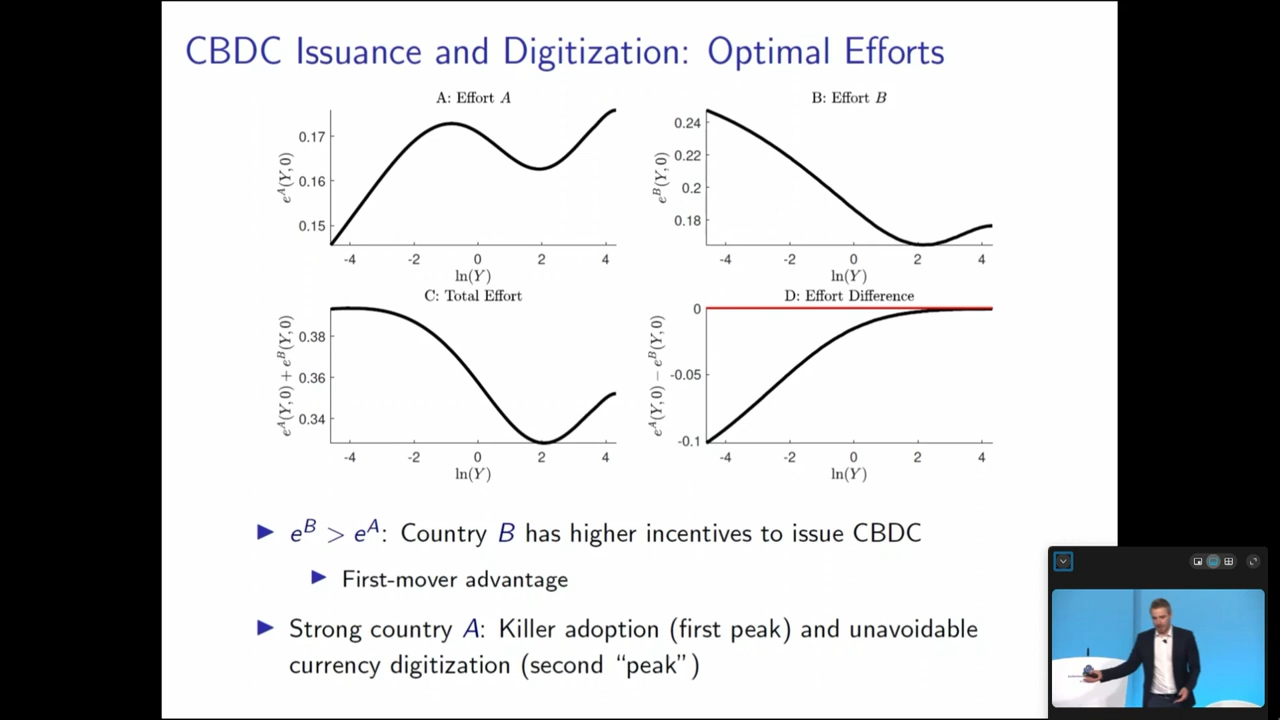 CBDC Issuance and Digitization: Optimal Efforts
A: Effort A
e^A(Y,0)
0.17
0.16
0.15
-4 -2 0 2 4
ln(Y)
B: Effort B
e^B(Y,0)
0.24
0.22
0.2
0.18
-4 -2 0 2 4
ln(Y)
C: Total Effort
e^A(Y,0) + e^B(Y,0)
0.38
0.36
0.34
-4 -2 0 2 4
ln(Y)
D: Effort Difference
e^A(Y,0) − e^B(Y,0)
0
-0.05
-0.1
-4 -2 0 2 4
ln(Y)
e^B > e^A: Country B has higher incentives to issue CBDC
First-mover advantage
Strong country A: Killer adoption (first peak) and unavoidable
currency digitization (second “peak”)